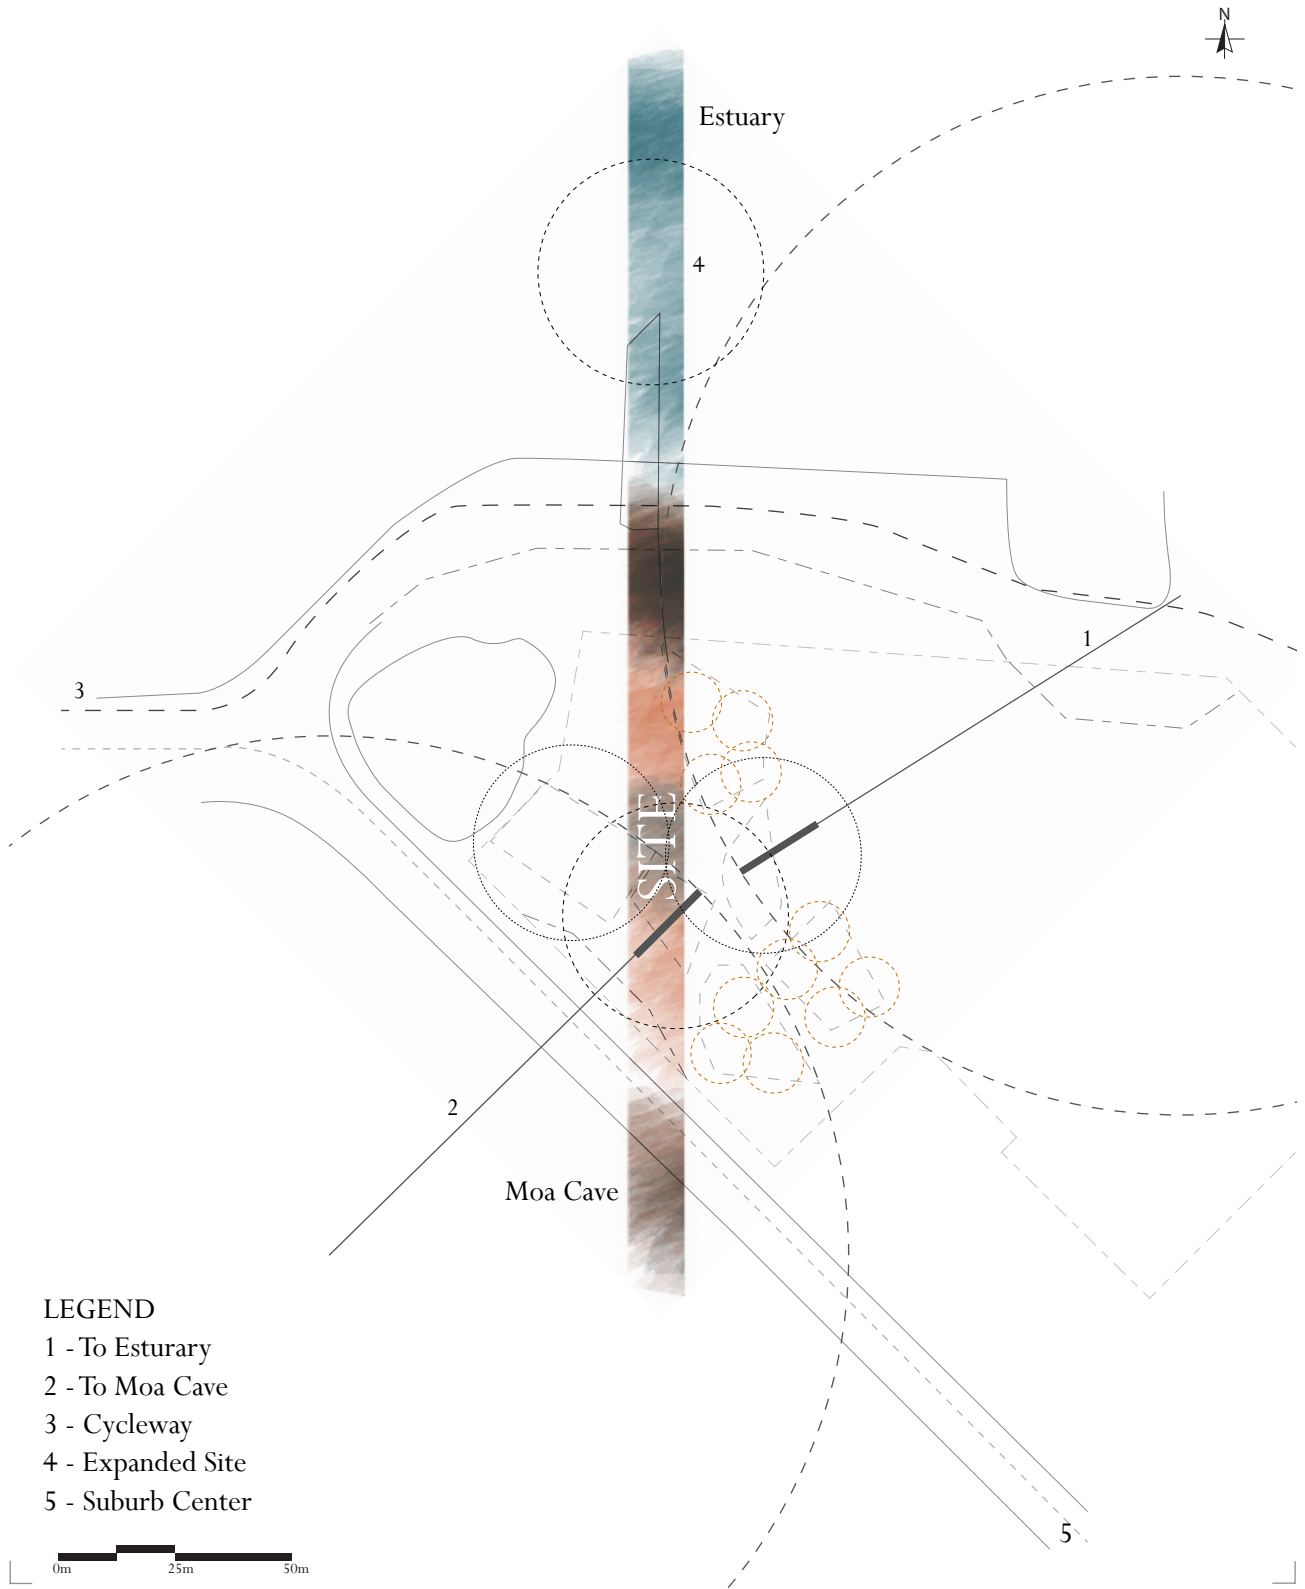 N
Estuary
4
1
3
SITE
2
Moa Cave
LEGEND
1 - To Esturary
2 - To Moa Cave
3 - Cycleway
4 - Expanded Site
5 - Suburb Center
5
0m 25m 50m